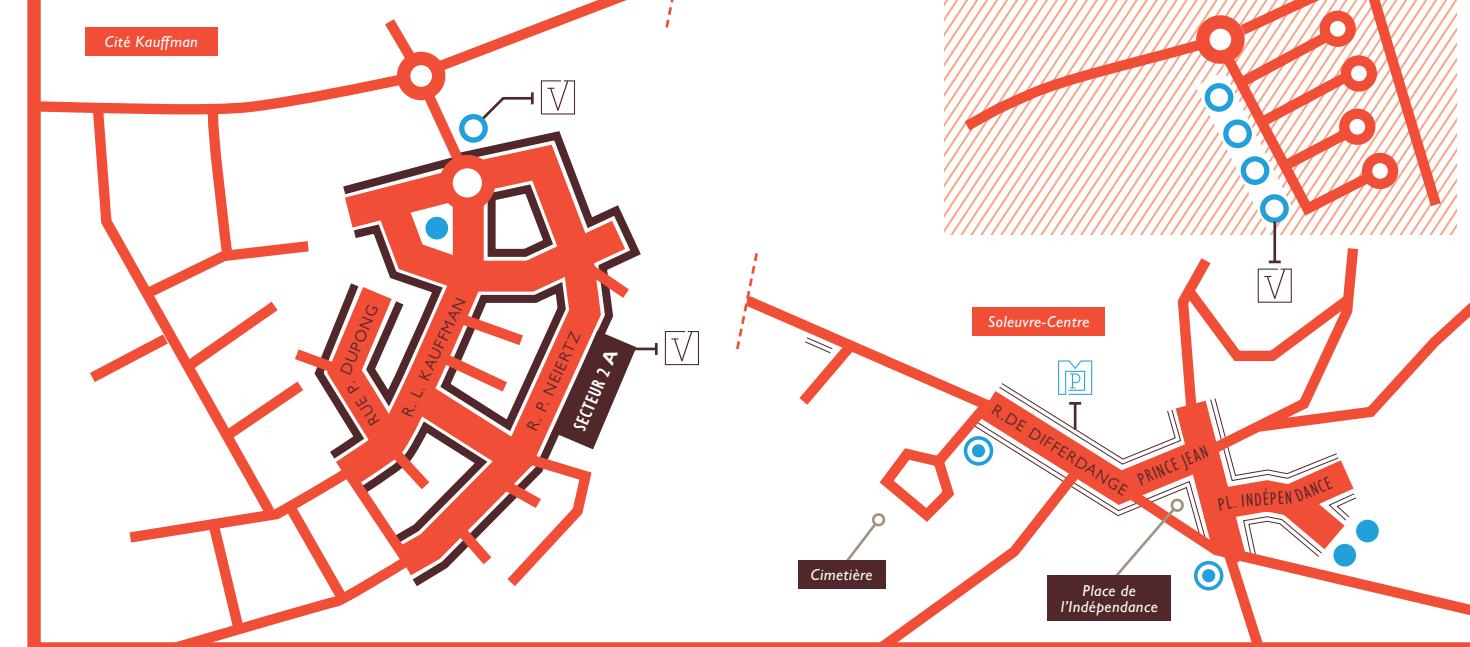 Cité Kauffman
V
RUE P. DUPONG
R. L. KAUFFMAN
R. P. NEIERTZ
SECTEUR 2 A
V
V
Soleuvre-Centre
P
R.DE DIFFERDANGE
PRINCE JEAN
PL. INDÉPENDANCE
Cimetière
Place de
l'Indépendance